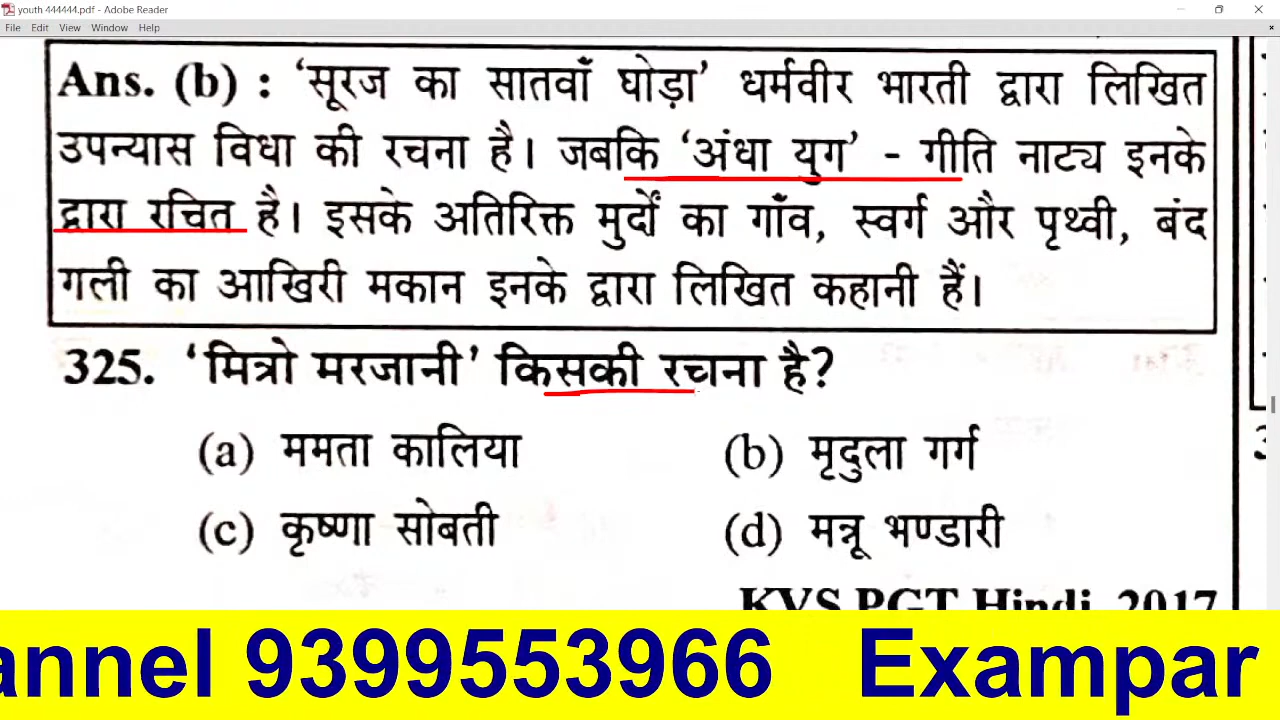 youth 444444.pdf - Adobe Reader
File Edit View Window Help
Ans. (b) : ‘सूरज का सातवाँ घोड़ा’ धर्मवीर भारती द्वारा लिखित
उपन्यास विधा की रचना है। जबकि ‘अंधा युग’ - गीति नाट्य इनके
द्वारा रचित है। इसके अतिरिक्त मुर्दों का गाँव, स्वर्ग और पृथ्वी, बंद
गली का आखिरी मकान इनके द्वारा लिखित कहानी हैं।
325. ‘मित्रो मरजानी’ किसकी रचना है?
(a) ममता कालिया (b) मृदुला गर्ग
(c) कृष्णा सोबती (d) मन्नू भण्डारी
KVS PGT Hindi, 2017
annel 9399553966 Exampar